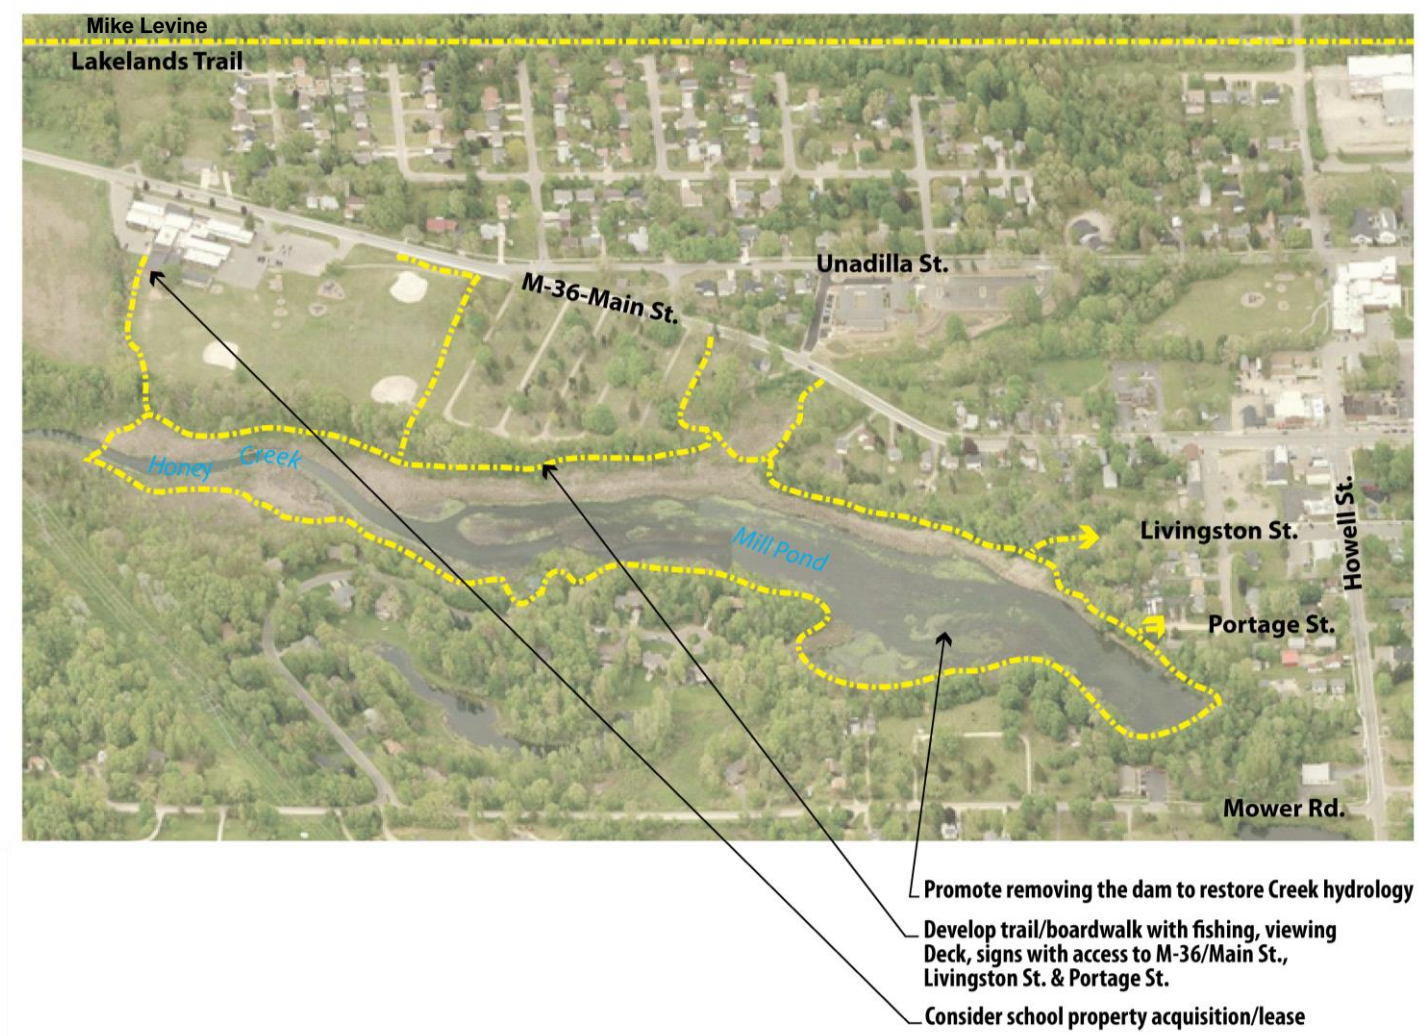 Mike Levine
Lakelands Trail
Unadilla St.
M-36-Main St.
Honey Creek
Mill Pond
Livingston St.
Howell St.
Portage St.
Mower Rd.
Promote removing the dam to restore Creek hydrology
Develop trail/boardwalk with fishing, viewing
Deck, signs with access to M-36/Main St.,
Livingston St. & Portage St.
Consider school property acquisition/lease